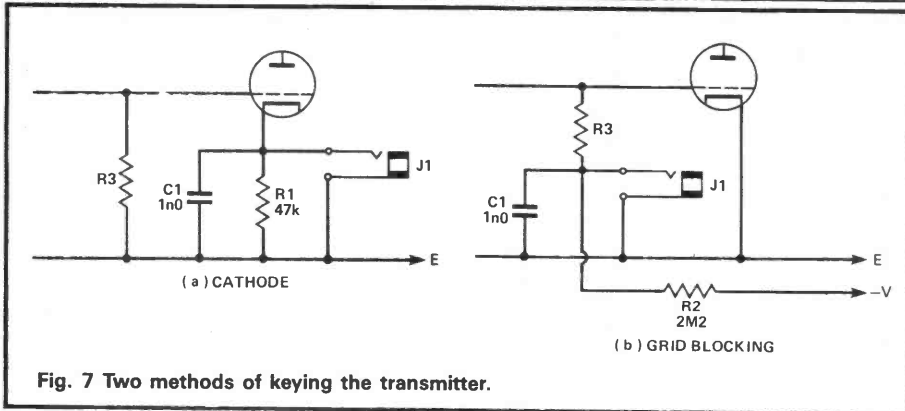 R3
C1
1n0
R1
47k
J1
E
(a) CATHODE
R3
C1
1n0
J1
E
–V
R2
2M2
(b) GRID BLOCKING
Fig. 7 Two methods of keying the transmitter.